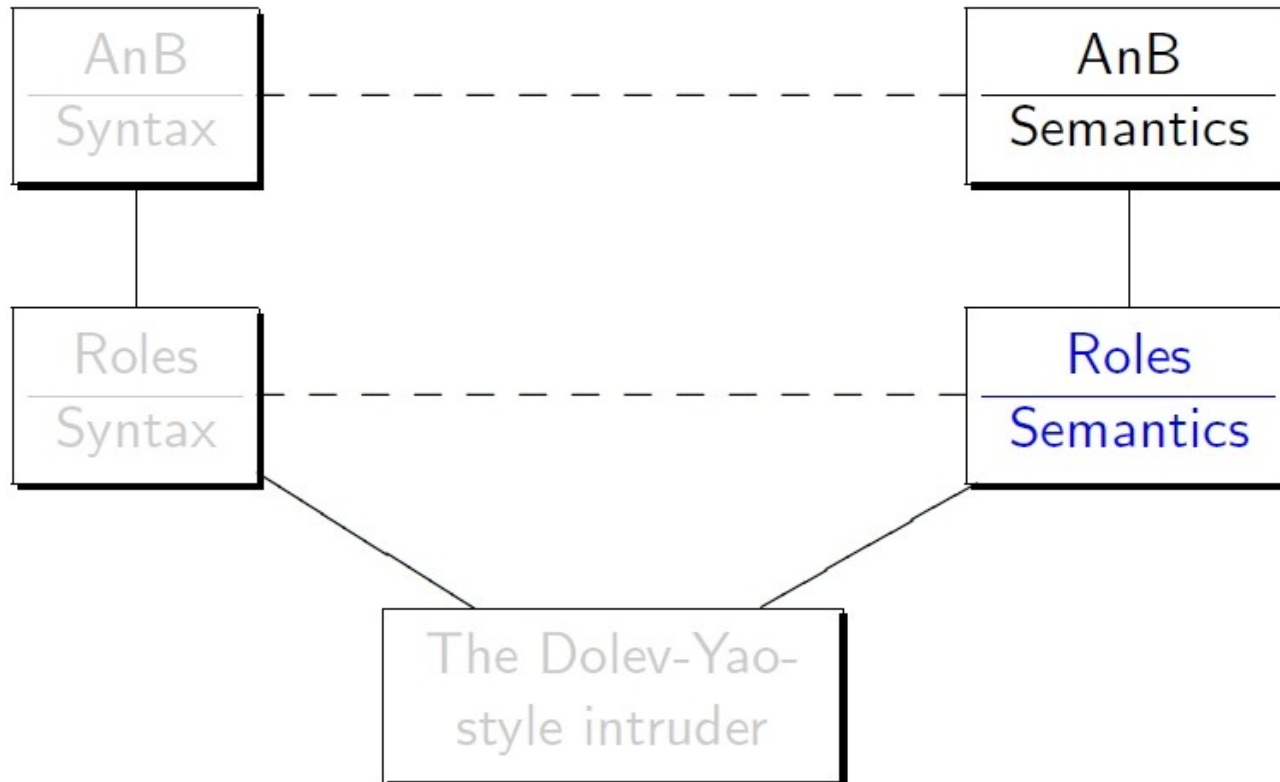 AnB
Syntax
AnB
Semantics
Roles
Syntax
Roles
Semantics
The Dolev-Yao-
style intruder